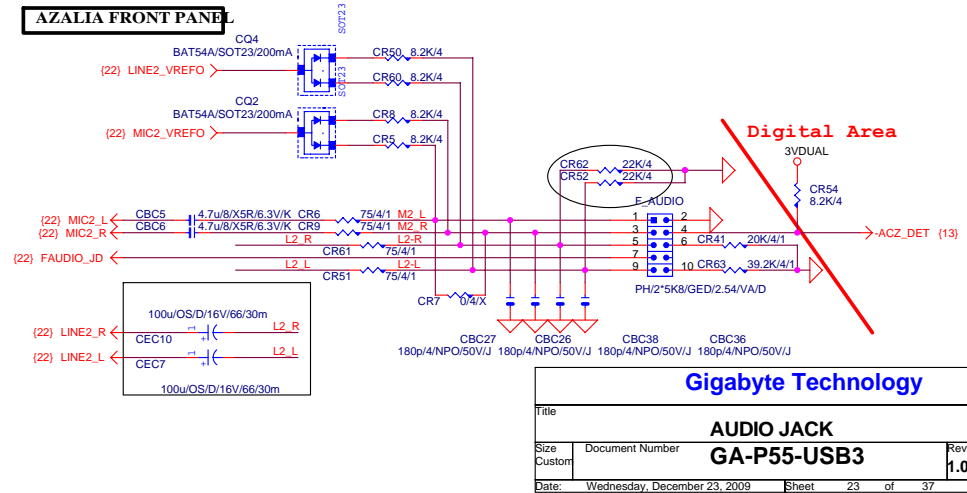 AZALIA FRONT PANEL
SOT23
CQ4
BAT54A/SOT23/200mA
{22} LINE2_VREFO
CR50 8.2K/4
CR60 8.2K/4
SOT23
CQ2
BAT54A/SOT23/200mA
{22} MIC2_VREFO
CR8 8.2K/4
CR5 8.2K/4
Digital Area
3VDUAL
CR62 22K/4
CR52 22K/4
CR54
8.2K/4
F_AUDIO
{22} MIC2_L CBC5 4.7u/8/X5R/6.3V/K CR6 75/4/1 M2_L 1 2
{22} MIC2_R CBC6 4.7u/8/X5R/6.3V/K CR9 75/4/1 M2_R 3 4
-ACZ_DET {13}
L2_R L2-R 5 6 CR41 20K/4/1
CR61 75/4/1
{22} FAUDIO_JD 7
L2_L L2-L 9 10 CR63 39.2K/4/1
CR51 75/4/1
PH/2*5K8/GED/2.54/VA/D
CR7 0/4/X
100u/OS/D/16V/66/30m
{22} LINE2_R 1 + L2_R
CEC10
{22} LINE2_L 1 + L2_L
CEC7
100u/OS/D/16V/66/30m
CBC27 CBC26 CBC38 CBC36
180p/4/NPO/50V/J 180p/4/NPO/50V/J 180p/4/NPO/50V/J 180p/4/NPO/50V/J
Gigabyte Technology
Title
AUDIO JACK
Size Document Number Rev
Custom GA-P55-USB3 1.0
Date: Wednesday, December 23, 2009 Sheet 23 of 37